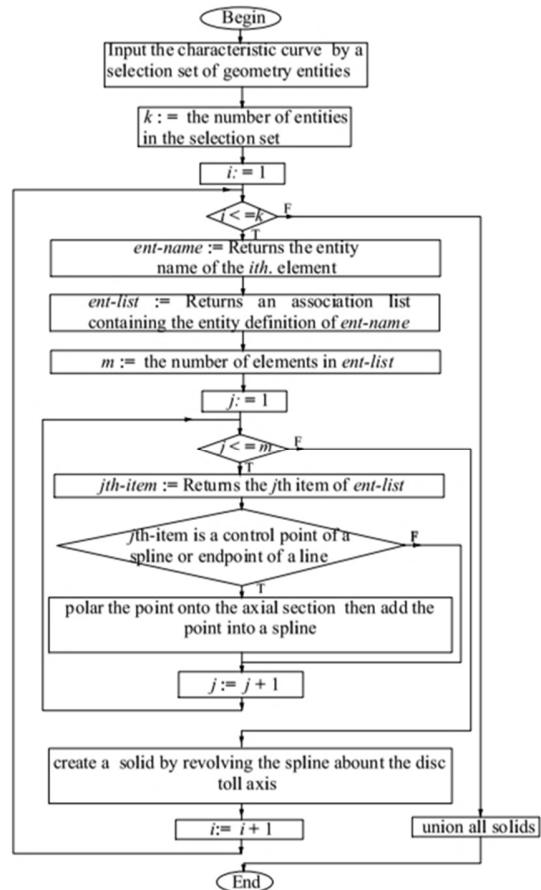 Begin
Input the characteristic curve by a
selection set of geometry entities
k : = the number of entities
in the selection set
i: = 1
i < =k
F
T
ent-name := Returns the entity
name of the ith. element
ent-list := Returns an association list
containing the entity definition of ent-name
m := the number of elements in ent-list
j: = 1
j < = m
F
T
jth-item := Returns the jth item of ent-list
jth-item is a control point of a
spline or endpoint of a line
F
T
polar the point onto the axial section then add the
point into a spline
j := j + 1
create a solid by revolving the spline abount the disc
toll axis
i:= i + 1
union all solids
End